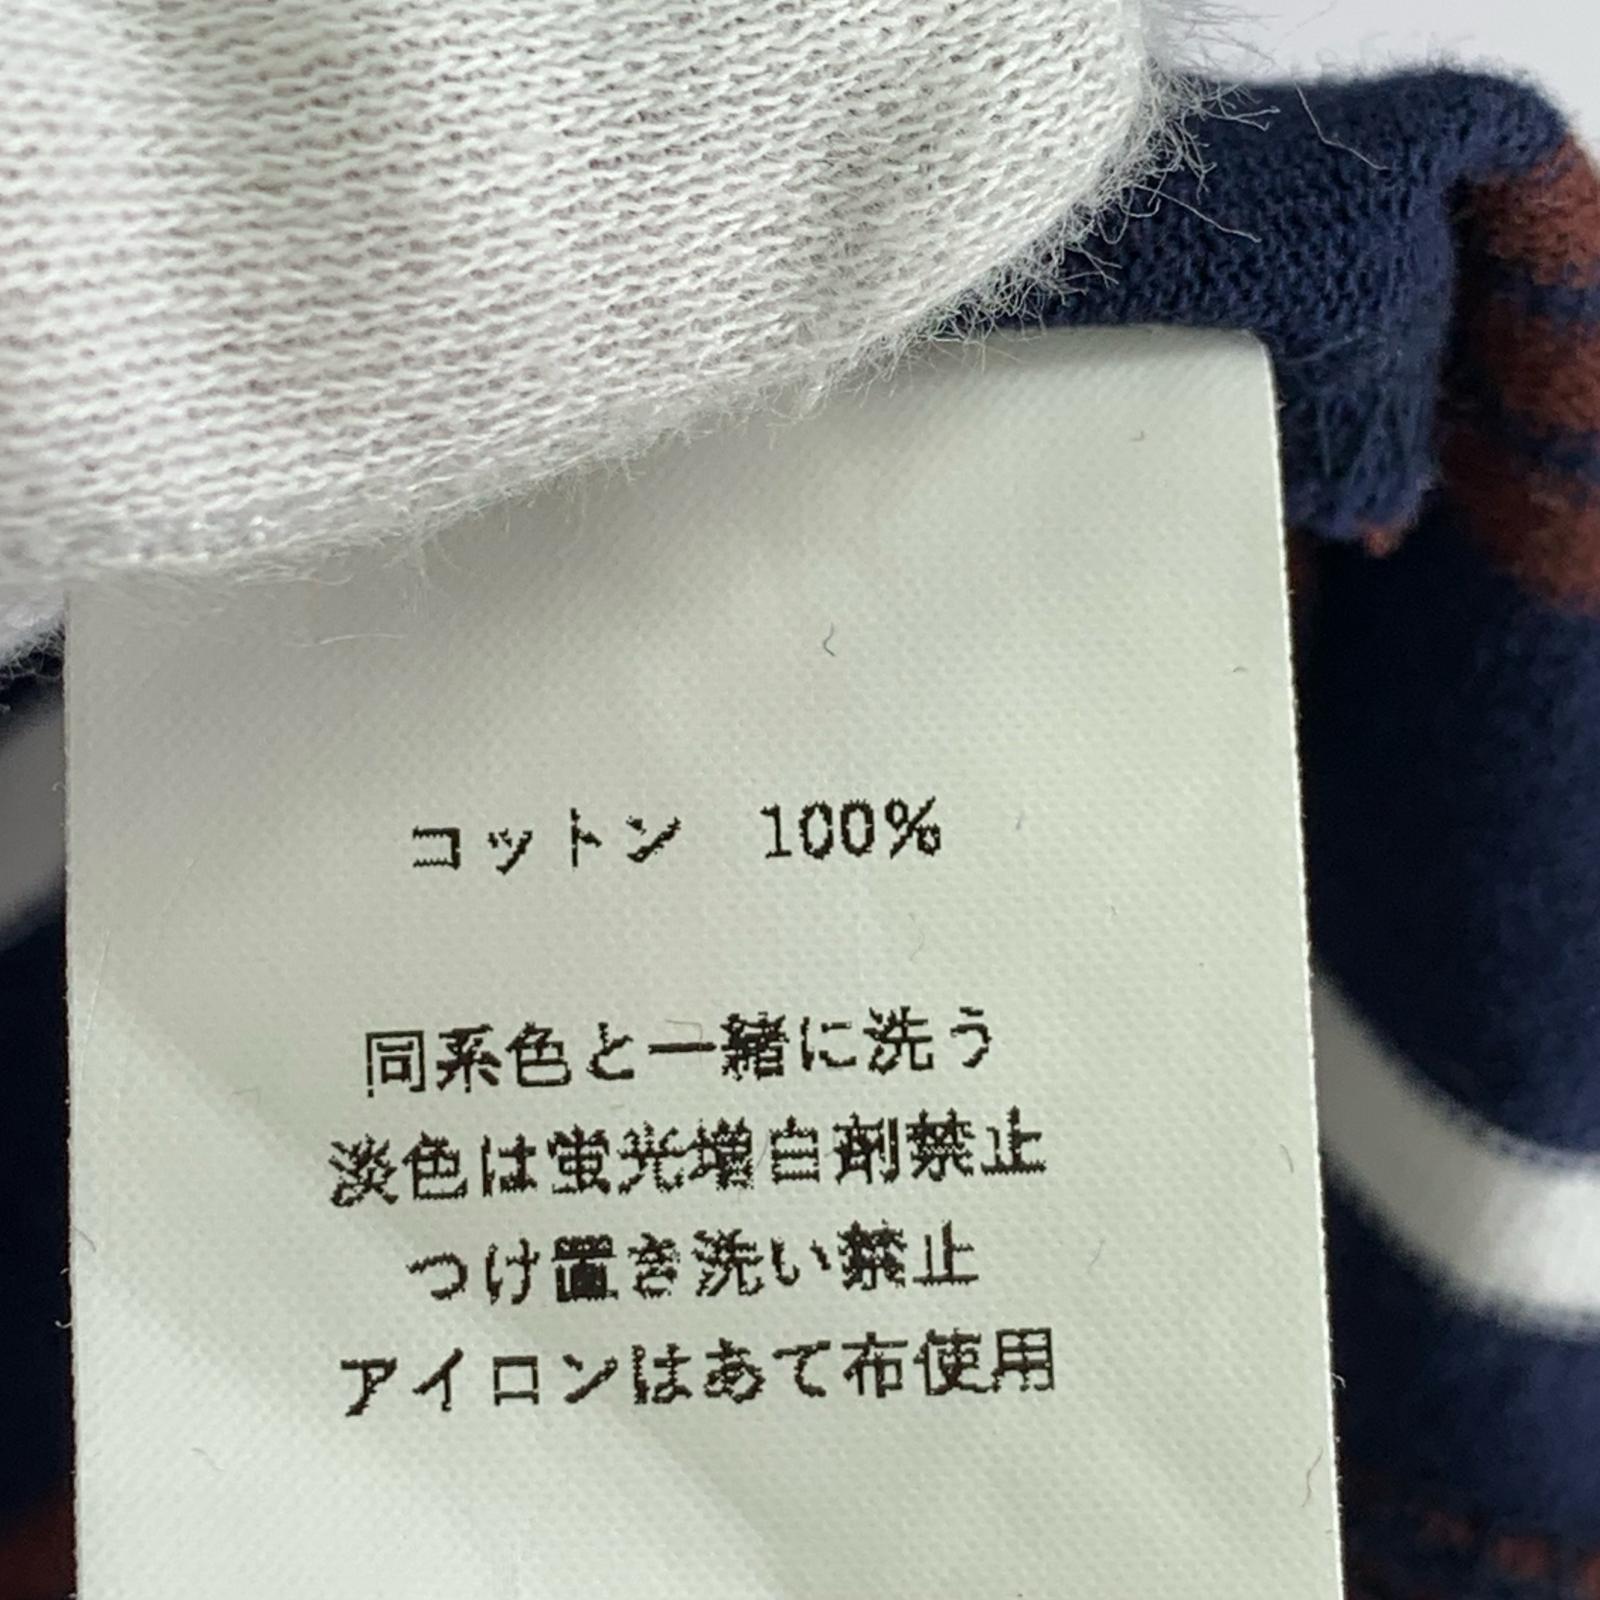 コットン　100%
同系色と一緒に洗う
淡色は蛍光増白剤禁止
つけ置き洗い禁止
アイロンはあて布使用